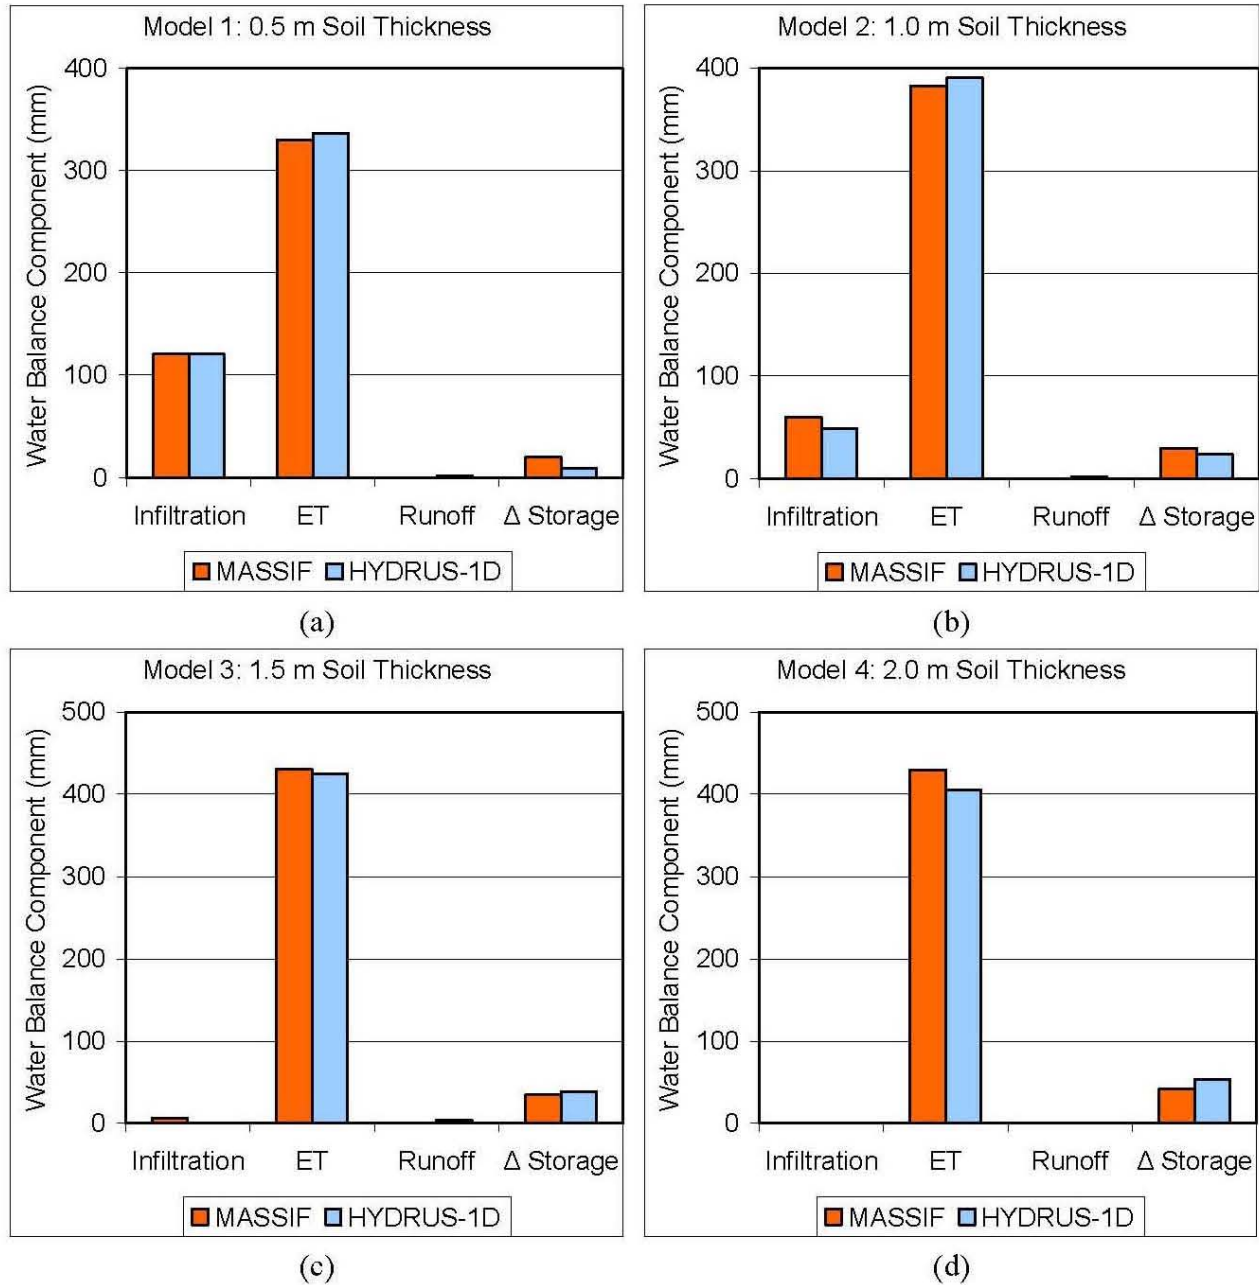 Model 1: 0.5 m Soil Thickness
Water Balance Component (mm)
400
300
200
100
0
Infiltration ET Runoff Δ Storage
MASSIF HYDRUS-1D
(a)
Model 2: 1.0 m Soil Thickness
Water Balance Component (mm)
400
300
200
100
0
Infiltration ET Runoff Δ Storage
MASSIF HYDRUS-1D
(b)
Model 3: 1.5 m Soil Thickness
Water Balance Component (mm)
500
400
300
200
100
0
Infiltration ET Runoff Δ Storage
MASSIF HYDRUS-1D
(c)
Model 4: 2.0 m Soil Thickness
Water Balance Component (mm)
500
400
300
200
100
0
Infiltration ET Runoff Δ Storage
MASSIF HYDRUS-1D
(d)